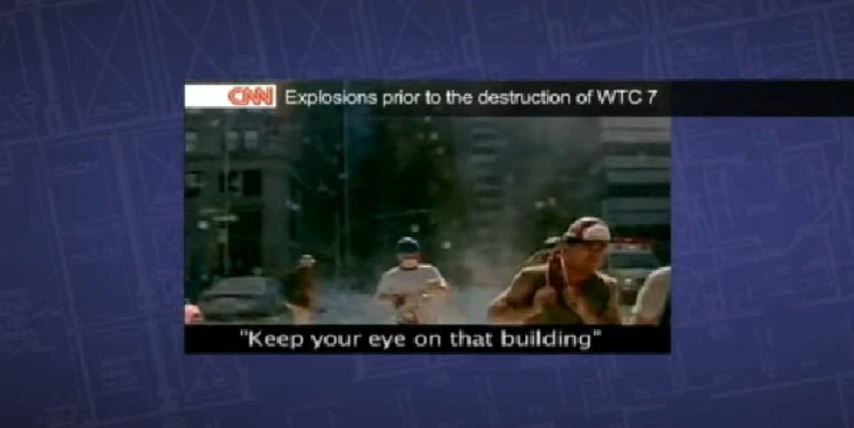 CNN Explosions prior to the destruction of WTC 7
"Keep your eye on that building"